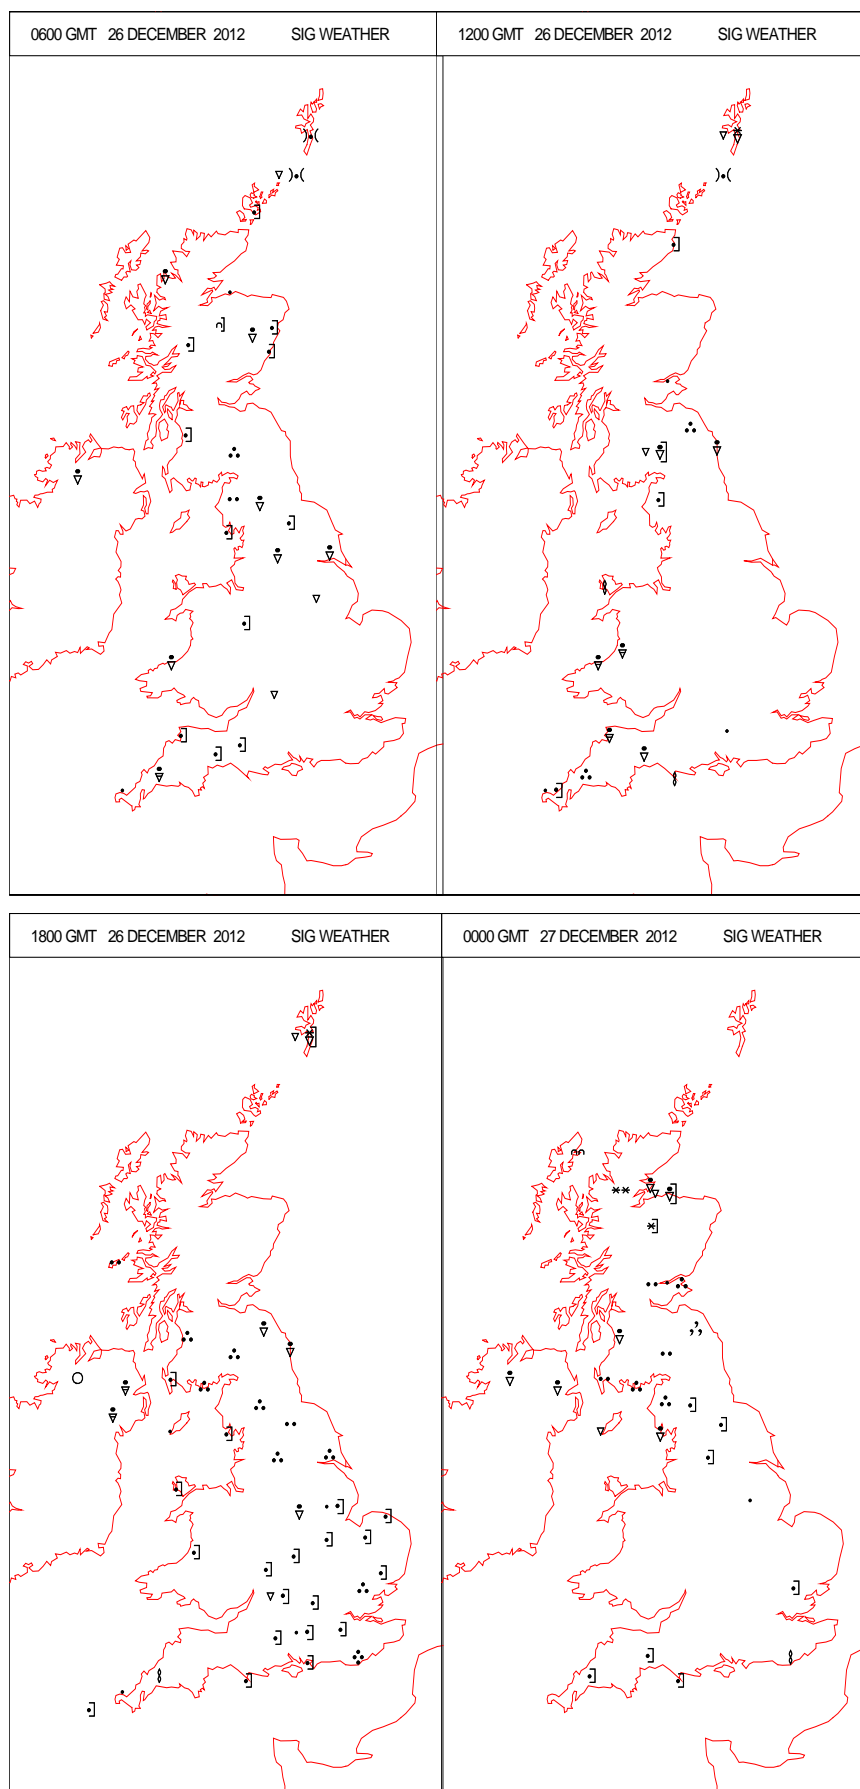 0600 GMT 26 DECEMBER 2012 SIG WEATHER
1200 GMT 26 DECEMBER 2012 SIG WEATHER
1800 GMT 26 DECEMBER 2012 SIG WEATHER
0000 GMT 27 DECEMBER 2012 SIG WEATHER